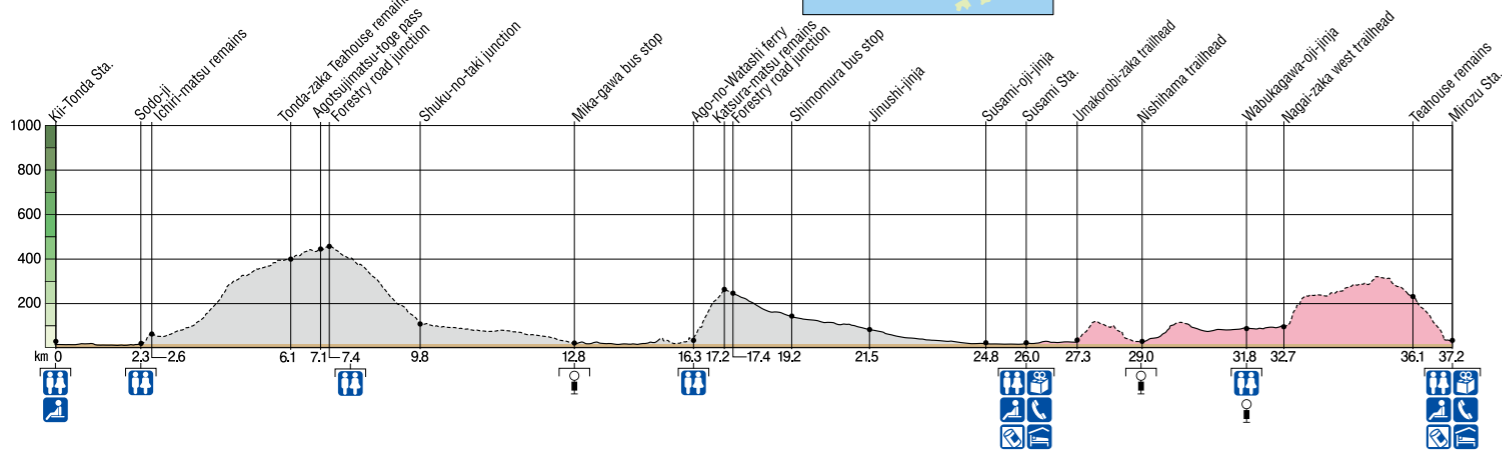 Kii-Tonda Sta.
Sodo-ji
Ichiri-matsu remains
Tonda-zaka Teahouse remains
Agotsujimatsu-toge pass
Forestry road junction
Shuku-no-taki junction
Mika-gawa bus stop
Ago-no-Watashi ferry
Katsura-matsu remains
Forestry road junction
Shimomura bus stop
Jinushi-jinja
Susami-oji-jinja
Susami Sta.
Umakorobi-zaka trailhead
Nishihama trailhead
Wabukagawa-oji-jinja
Nagai-zaka west trailhead
Teahouse remains
Mirozu Sta.
1000
800
600
400
200
km 0 2.3 2.6 6.1 7.1 7.4 9.8 12.8 16.3 17.2 17.4 19.2 21.5 24.8 26.0 27.3 29.0 31.8 32.7 36.1 37.2